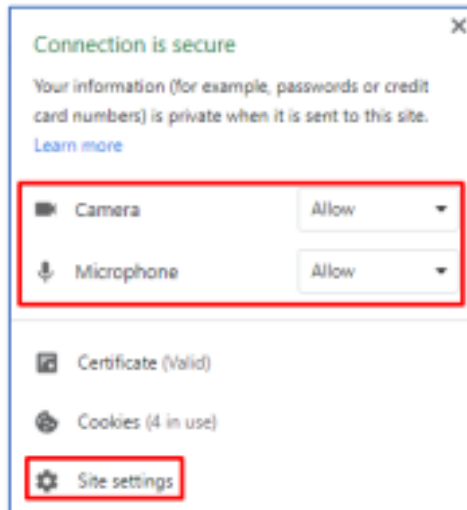 Connection is secure
Your information (for example, passwords or credit
card numbers) is private when it is sent to this site.
Learn more
Camera Allow
Microphone Allow
Certificate (Valid)
Cookies (4 in use)
Site settings